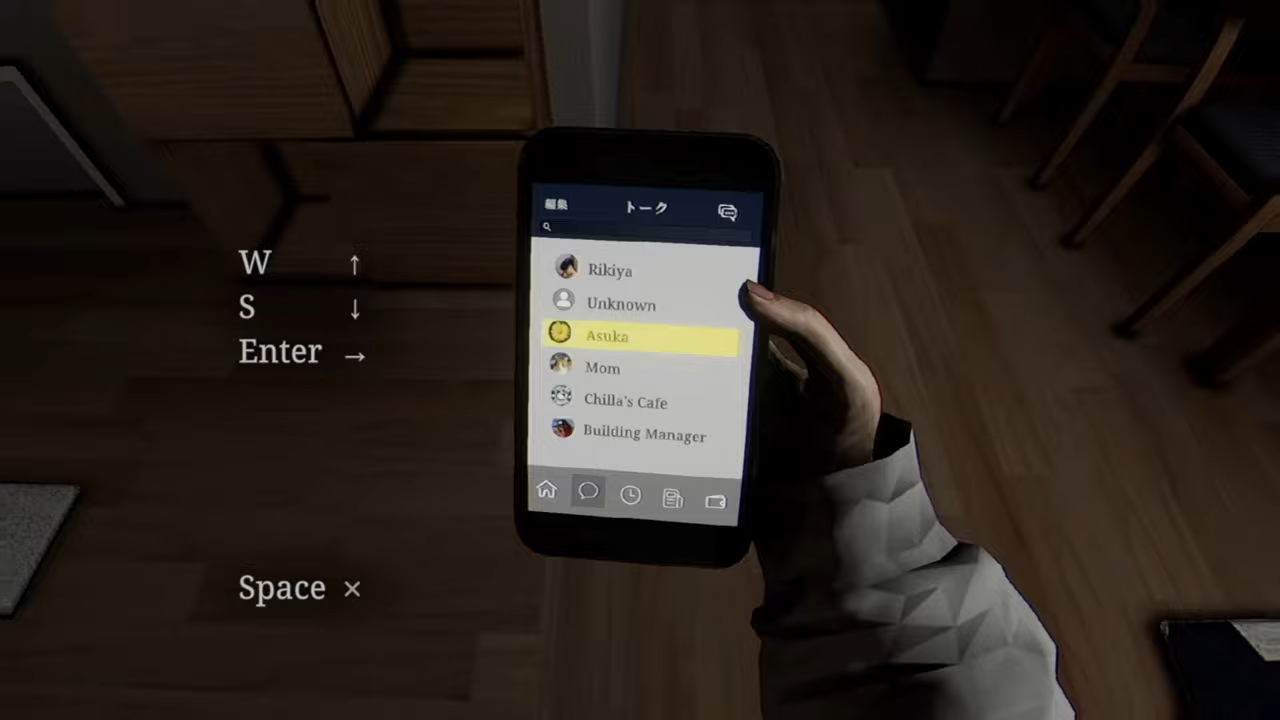 W ↑
S ↓
Enter →
Space ×
編集 トーク
Rikiya
Unknown
Asuka
Mom
Chilla's Cafe
Building Manager